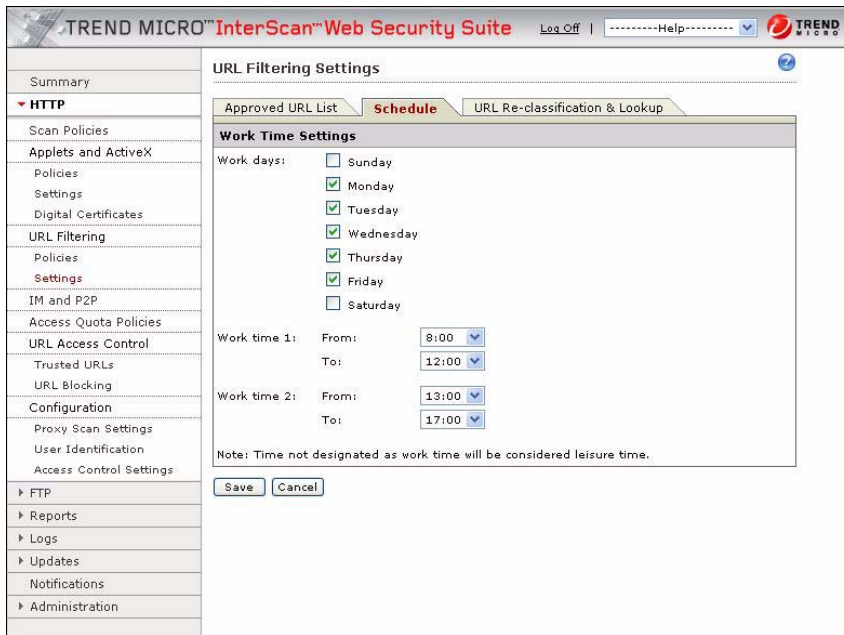 TREND MICRO™ InterScan™ Web Security Suite
Log Off | ---------Help---------
TREND MICRO
Summary
HTTP
Scan Policies
Applets and ActiveX
Policies
Settings
Digital Certificates
URL Filtering
Policies
Settings
IM and P2P
Access Quota Policies
URL Access Control
Trusted URLs
URL Blocking
Configuration
Proxy Scan Settings
User Identification
Access Control Settings
FTP
Reports
Logs
Updates
Notifications
Administration
URL Filtering Settings
?
Approved URL List
Schedule
URL Re-classification & Lookup
Work Time Settings
Work days:
Sunday
Monday
Tuesday
Wednesday
Thursday
Friday
Saturday
Work time 1: From: 8:00
To: 12:00
Work time 2: From: 13:00
To: 17:00
Note: Time not designated as work time will be considered leisure time.
Save Cancel